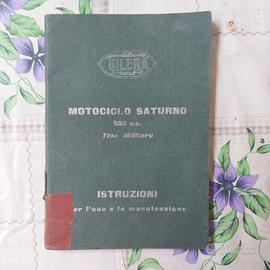 GILERA
MOTOCICLO SATURNO
500 c.c.
Tipo Militare
ISTRUZIONI
per l'uso e la manutenzione